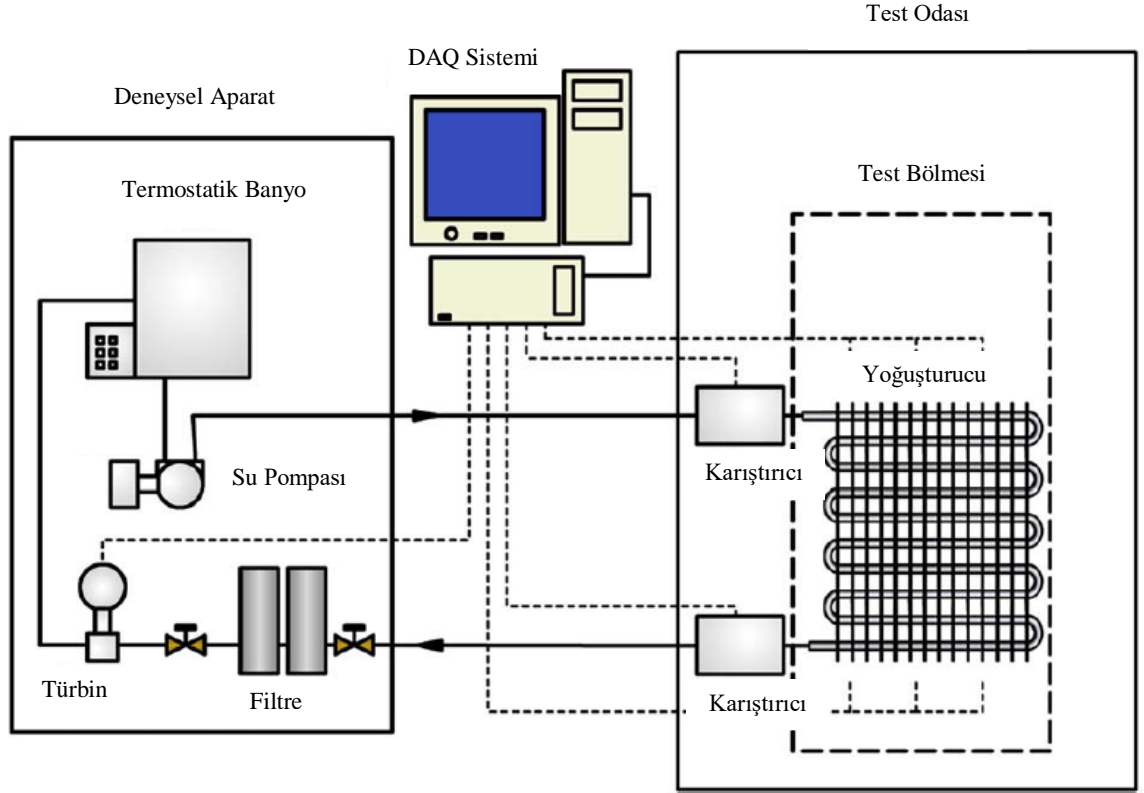 Test Odası
DAQ Sistemi
Deneysel Aparat
Test Bölmesi
Termostatik Banyo
Yoğuşturucu
Karıştırıcı
Su Pompası
Türbin
Filtre
Karıştırıcı